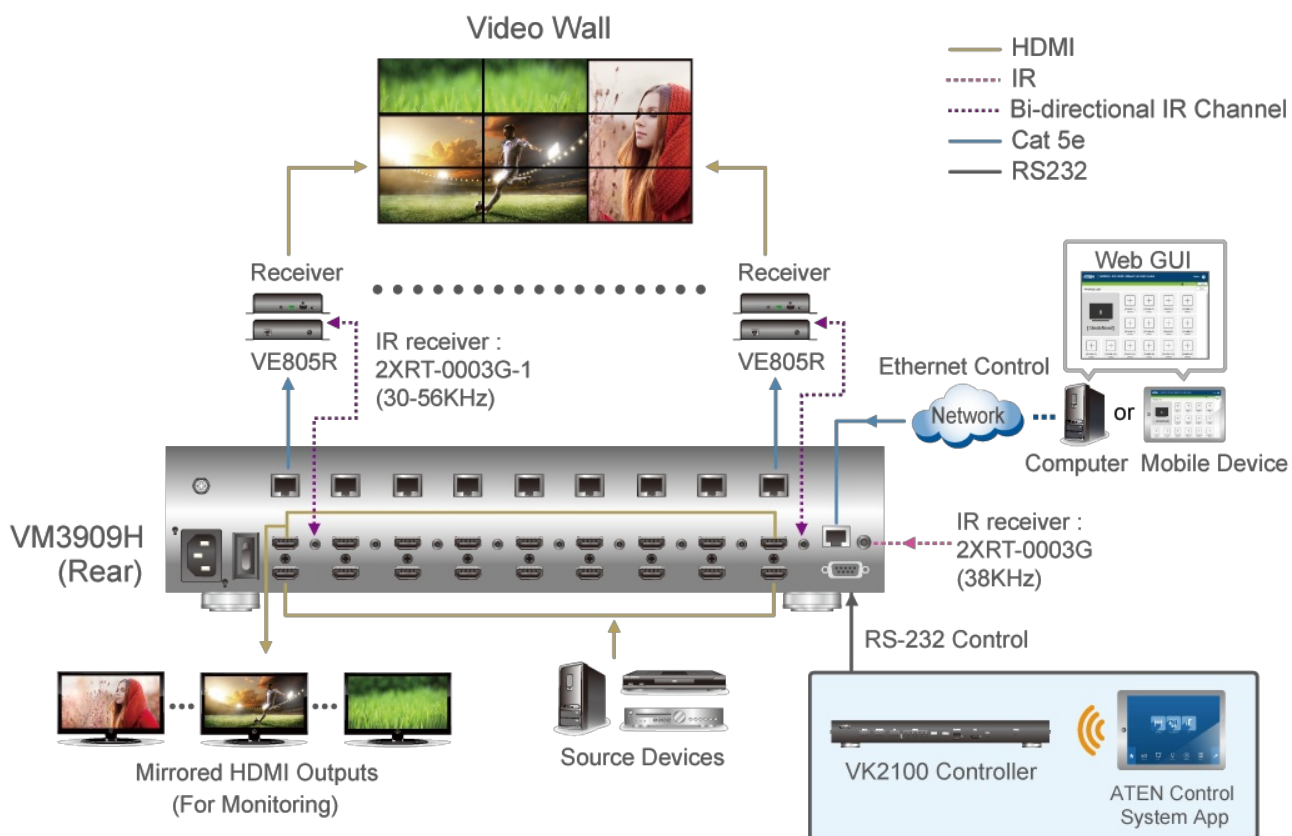 Video Wall
HDMI
IR
Bi-directional IR Channel
Cat 5e
RS232
Receiver
VE805R
IR receiver :
2XRT-0003G-1
(30-56KHz)
Receiver
VE805R
Web GUI
Ethernet Control
Network
or
Computer
Mobile Device
VM3909H
(Rear)
IR receiver :
2XRT-0003G
(38KHz)
RS-232 Control
Mirrored HDMI Outputs
(For Monitoring)
Source Devices
VK2100 Controller
ATEN Control
System App